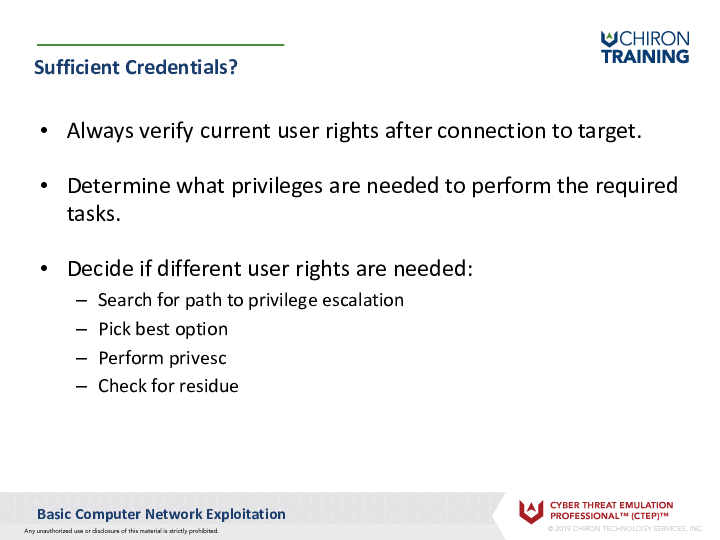 CHIRON
TRAINING
Sufficient Credentials?
• Always verify current user rights after connection to target.
• Determine what privileges are needed to perform the required
tasks.
• Decide if different user rights are needed:
– Search for path to privilege escalation
– Pick best option
– Perform privesc
– Check for residue
Basic Computer Network Exploitation
Any unauthorized use or disclosure of this material is strictly prohibited.
CYBER THREAT EMULATION
PROFESSIONAL™ (CTEP)™
© 2019 CHIRON TECHNOLOGY SERVICES, INC.